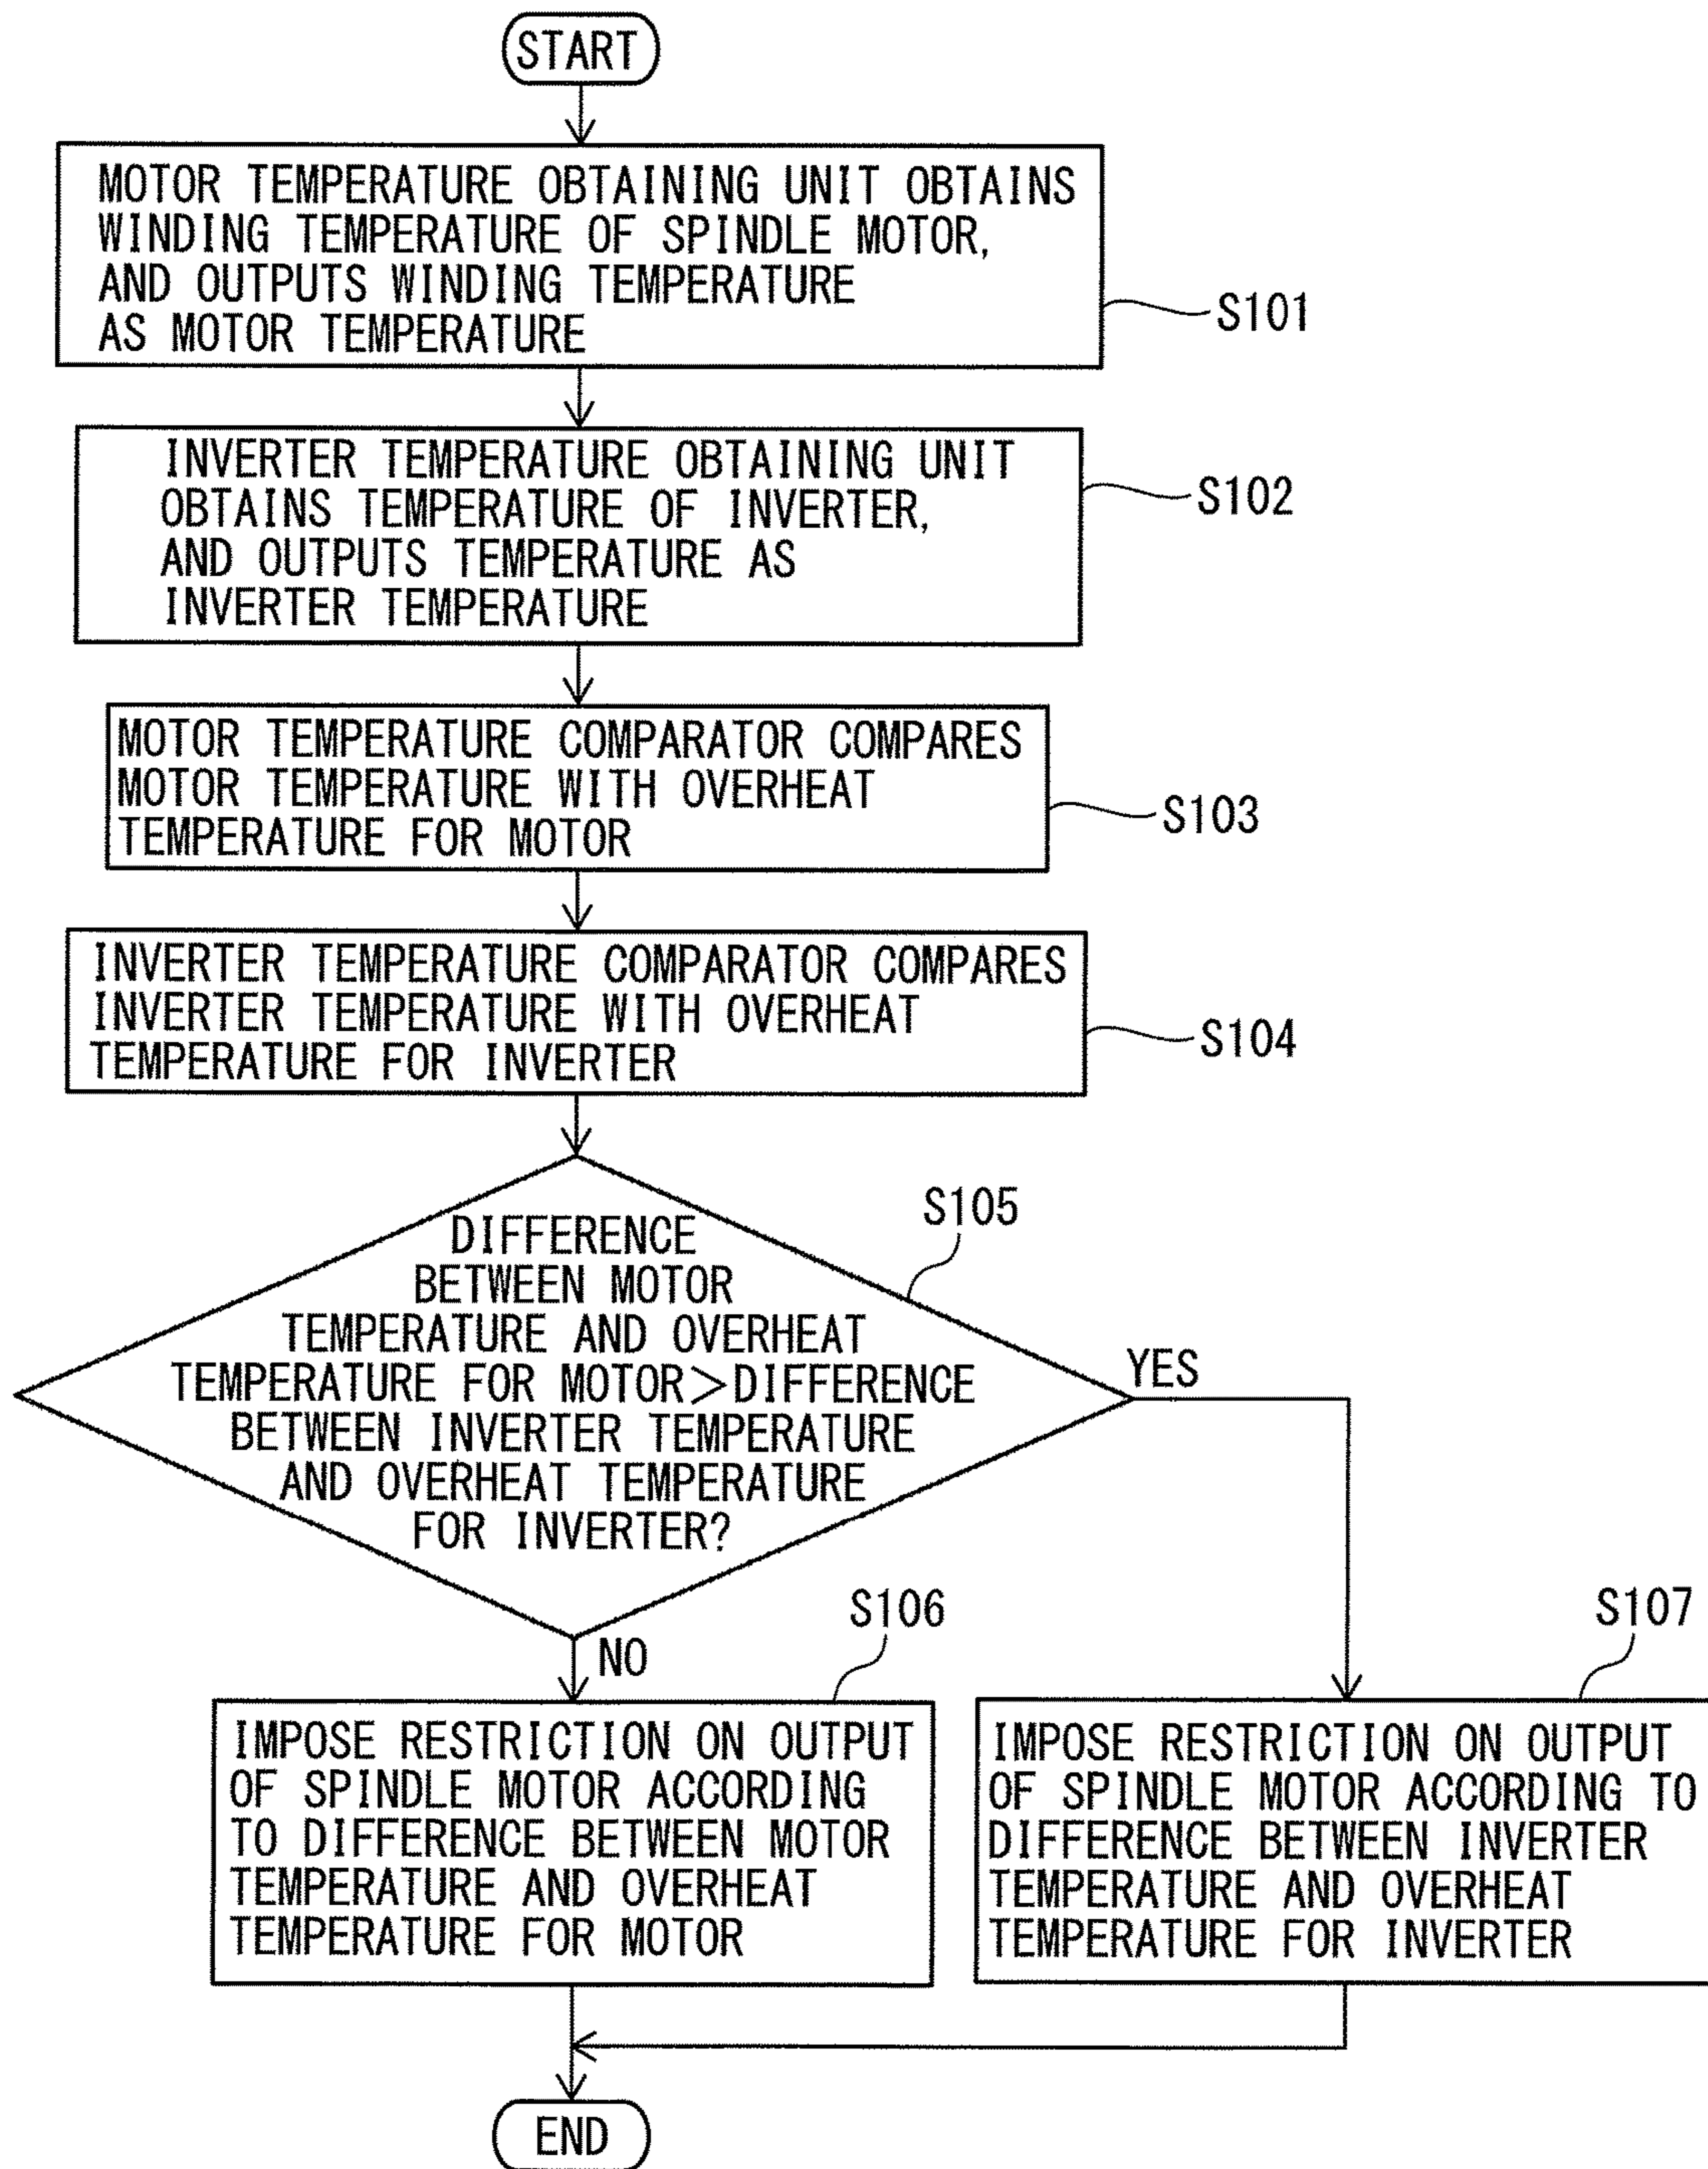 START
MOTOR TEMPERATURE OBTAINING UNIT OBTAINS
WINDING TEMPERATURE OF SPINDLE MOTOR,
AND OUTPUTS WINDING TEMPERATURE
AS MOTOR TEMPERATURE
S101
INVERTER TEMPERATURE OBTAINING UNIT
OBTAINS TEMPERATURE OF INVERTER,
AND OUTPUTS TEMPERATURE AS
INVERTER TEMPERATURE
S102
MOTOR TEMPERATURE COMPARATOR COMPARES
MOTOR TEMPERATURE WITH OVERHEAT
TEMPERATURE FOR MOTOR
S103
INVERTER TEMPERATURE COMPARATOR COMPARES
INVERTER TEMPERATURE WITH OVERHEAT
TEMPERATURE FOR INVERTER
S104
S105
DIFFERENCE
BETWEEN MOTOR
TEMPERATURE AND OVERHEAT
TEMPERATURE FOR MOTOR>DIFFERENCE
BETWEEN INVERTER TEMPERATURE
AND OVERHEAT TEMPERATURE
FOR INVERTER?
YES
NO
S106
IMPOSE RESTRICTION ON OUTPUT
OF SPINDLE MOTOR ACCORDING
TO DIFFERENCE BETWEEN MOTOR
TEMPERATURE AND OVERHEAT
TEMPERATURE FOR MOTOR
S107
IMPOSE RESTRICTION ON OUTPUT
OF SPINDLE MOTOR ACCORDING TO
DIFFERENCE BETWEEN INVERTER
TEMPERATURE AND OVERHEAT
TEMPERATURE FOR INVERTER
END